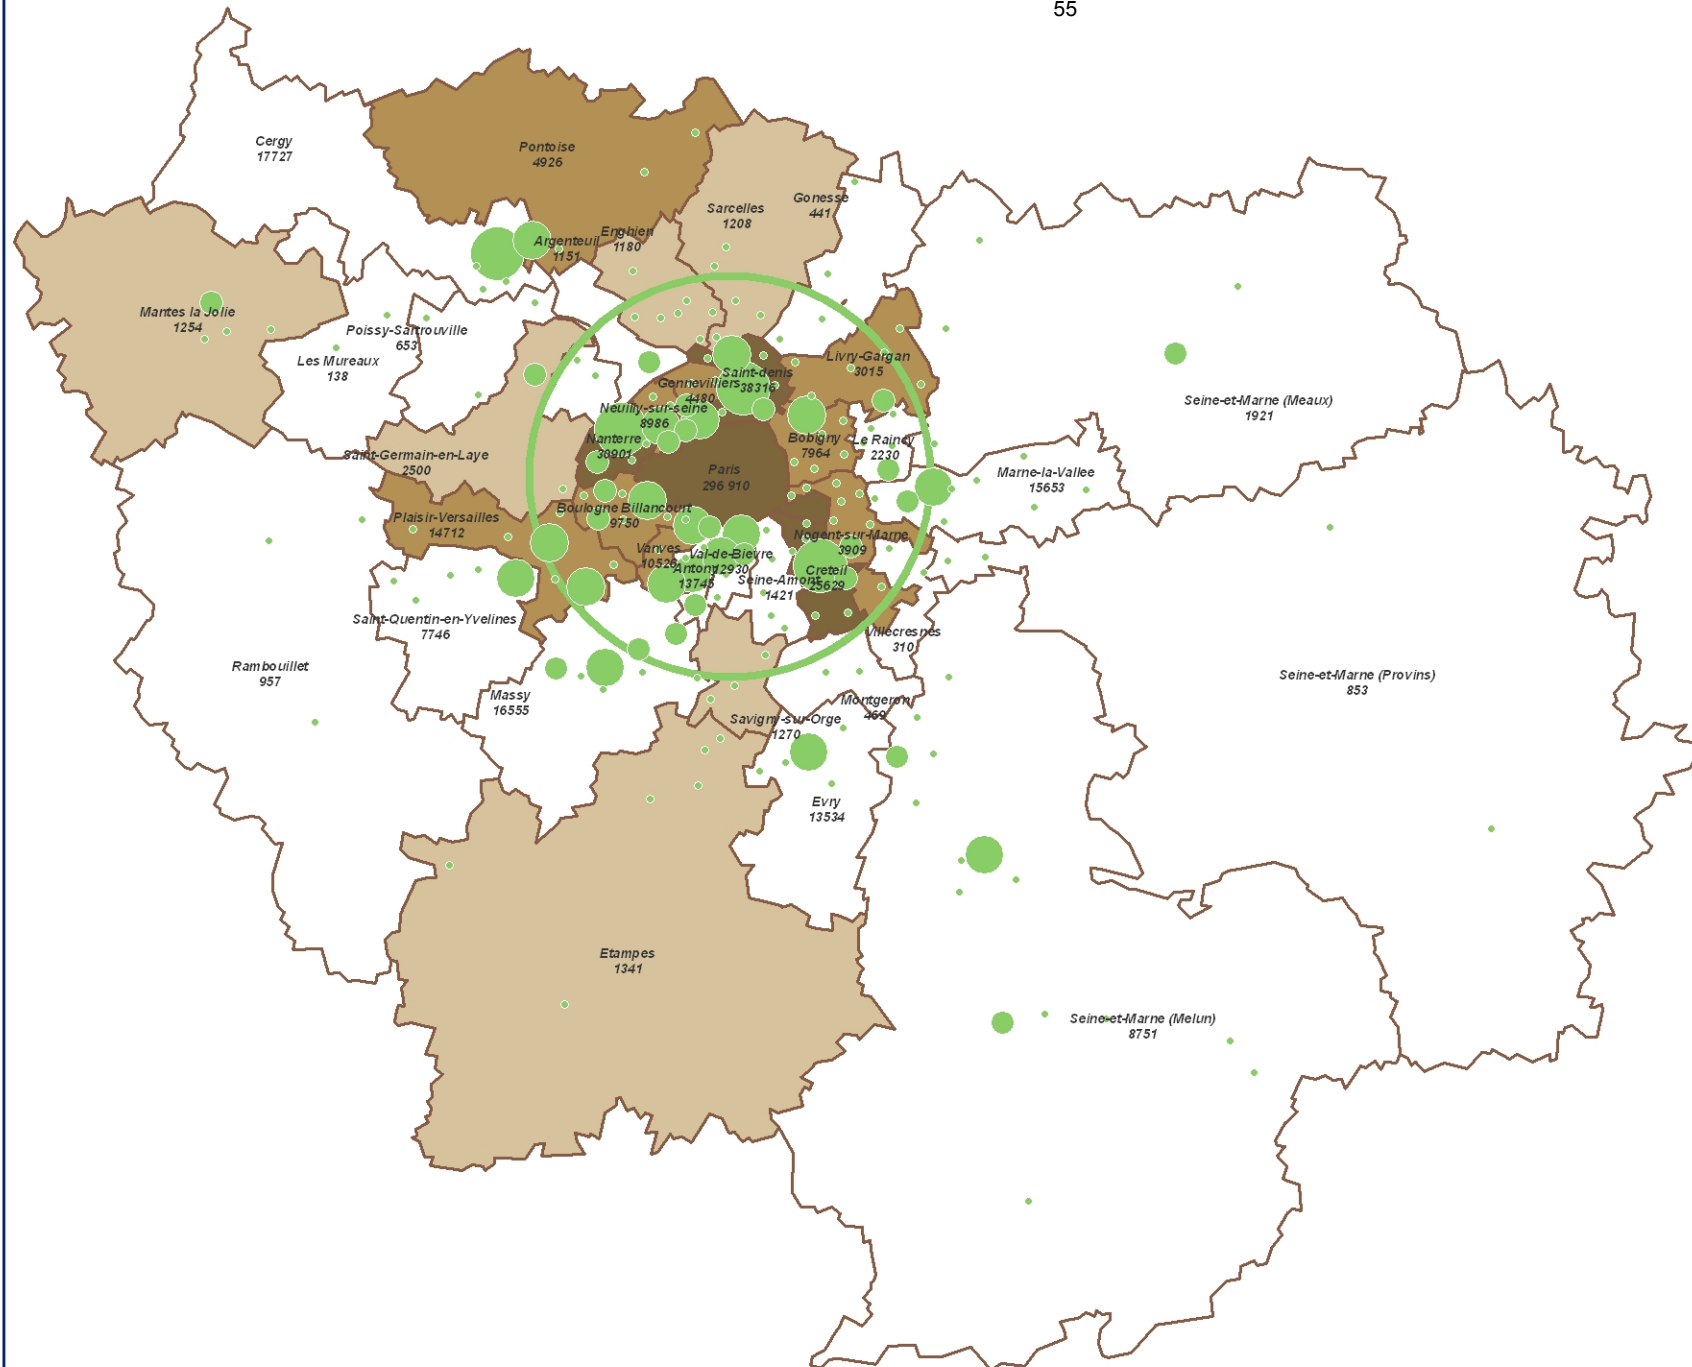 55
Cergy
17727
Pontoise
4926
Sarcelles
1208
Gonesse
441
Enghien
1180
Argenteuil
1151
Mantes la Jolie
1254
Poissy-Sartrouville
653
Les Mureaux
138
Livry-Gargan
3015
Saint-denis
38316
Gennevilliers
4480
Seine-et-Marne (Meaux)
1921
Neuilly-sur-seine
8986
Nanterre
30901
Bobigny
7964
Le Raincy
2230
Saint-Germain-en-Laye
2500
Paris
296 910
Marne-la-Vallee
15653
Boulogne Billancourt
9750
Plaisir-Versailles
14712
Nogent-sur-Marne
3909
Vanves
10520
Val-de-Bievre
12930
Antony
13745
Seine-Amont
1421
Creteil
25629
Saint-Quentin-en-Yvelines
7746
Villecresnes
310
Rambouillet
957
Seine-et-Marne (Provins)
853
Massy
16555
Montgeron
469
Savigny-sur-Orge
1270
Evry
13534
Etampes
1341
Seine-et-Marne (Melun)
8751